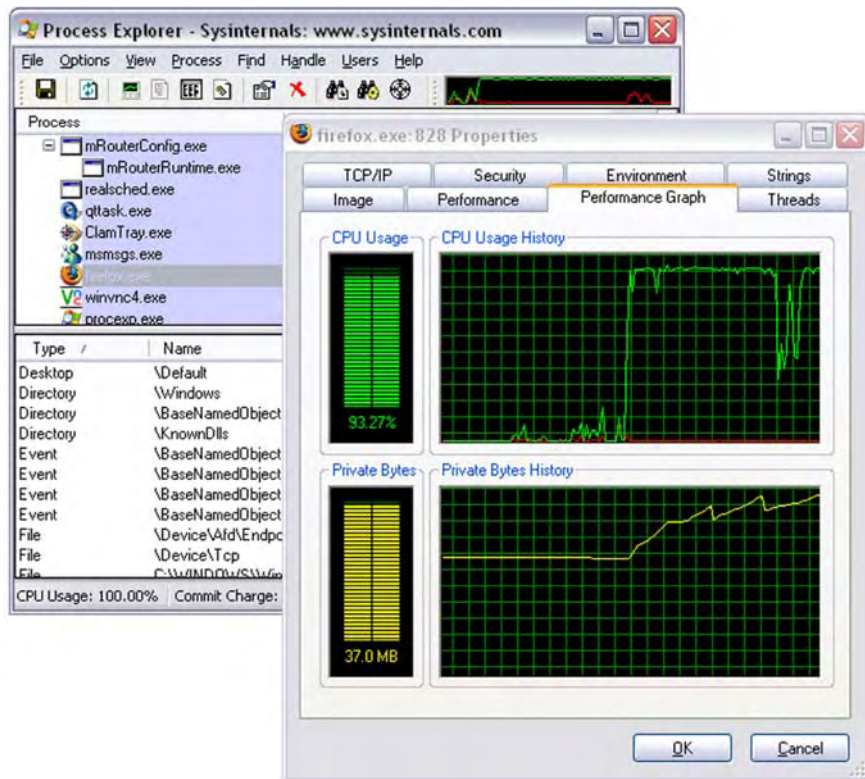 Process Explorer - Sysinternals: www.sysinternals.com
File Options View Process Find Handle Users Help
Process
mRouterConfig.exe
mRouterRuntime.exe
realsched.exe
qttask.exe
ClamTray.exe
msmsgs.exe
firefox.exe
winvnc4.exe
procexp.exe
Type / Name
Desktop \Default
Directory \Windows
Directory \BaseNamedObject
Directory \KnownDlls
Event \BaseNamedObject
Event \BaseNamedObject
Event \BaseNamedObject
Event \BaseNamedObject
File \Device\Afd\Endpo
File \Device\Tcp
File C:\WINDOWS\Win
CPU Usage: 100.00% Commit Charge:
firefox.exe:828 Properties
TCP/IP Security Environment Strings
Image Performance Performance Graph Threads
CPU Usage CPU Usage History
93.27%
Private Bytes Private Bytes History
37.0 MB
OK Cancel